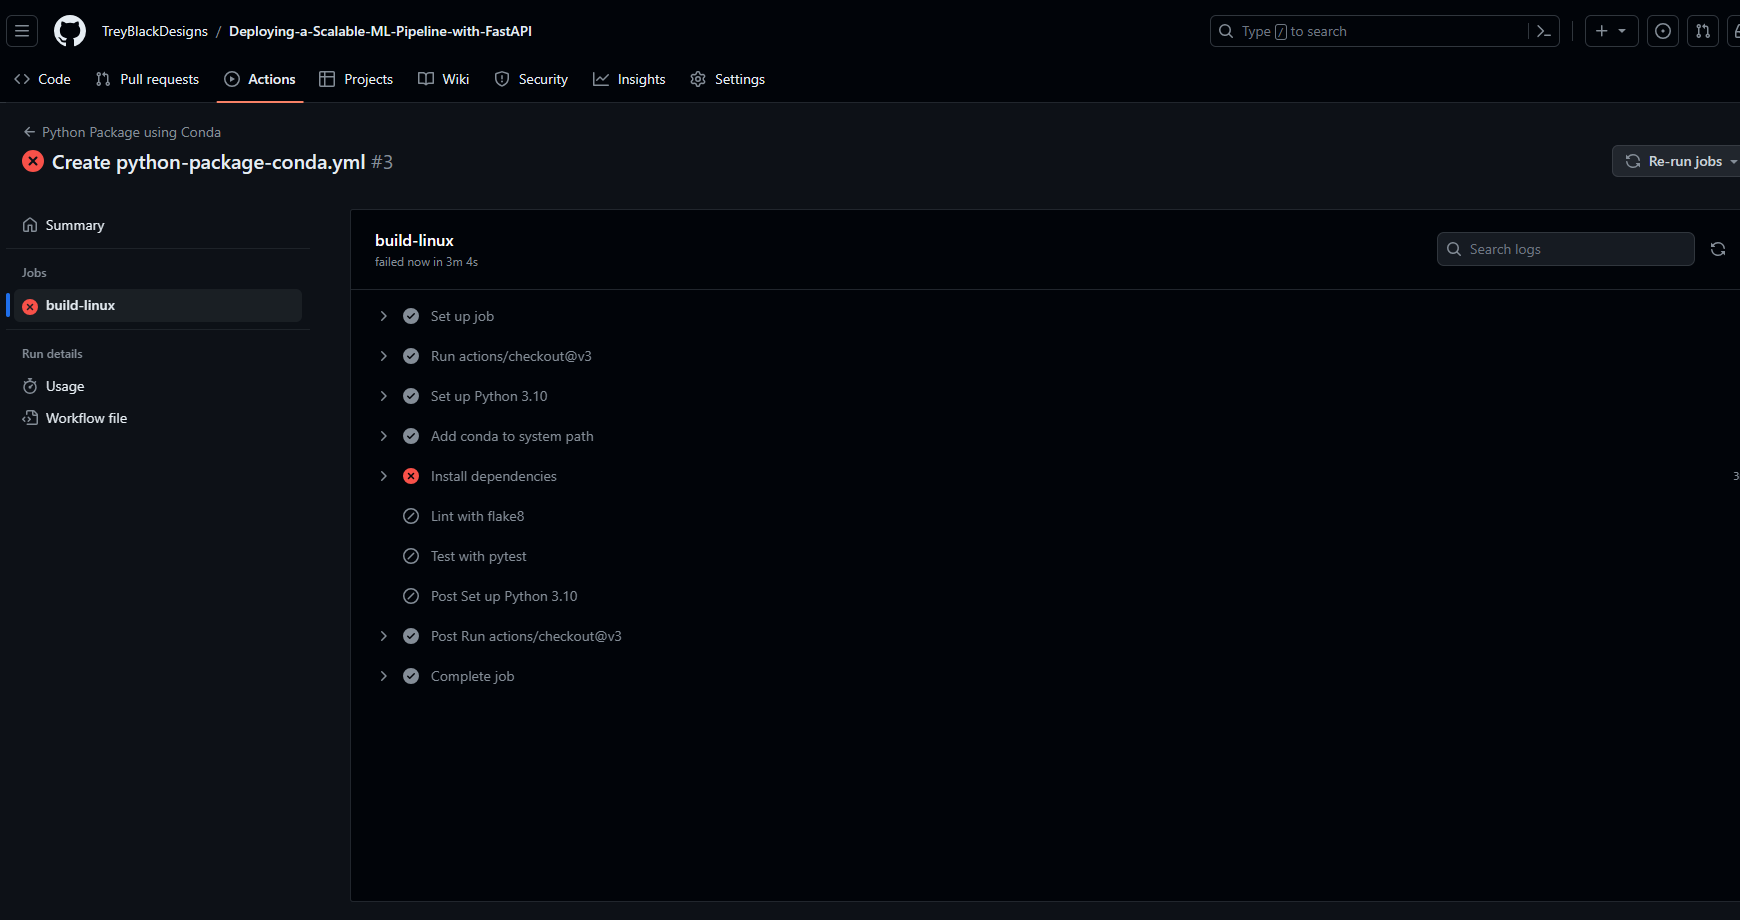 TreyBlackDesigns / Deploying-a-Scalable-ML-Pipeline-with-FastAPI
Type / to search
Code
Pull requests
Actions
Projects
Wiki
Security
Insights
Settings
Python Package using Conda
Create python-package-conda.yml #3
Re-run jobs
Summary
Jobs
build-linux
Run details
Usage
Workflow file
build-linux
failed now in 3m 4s
Search logs
Set up job
Run actions/checkout@v3
Set up Python 3.10
Add conda to system path
Install dependencies
3
Lint with flake8
Test with pytest
Post Set up Python 3.10
Post Run actions/checkout@v3
Complete job